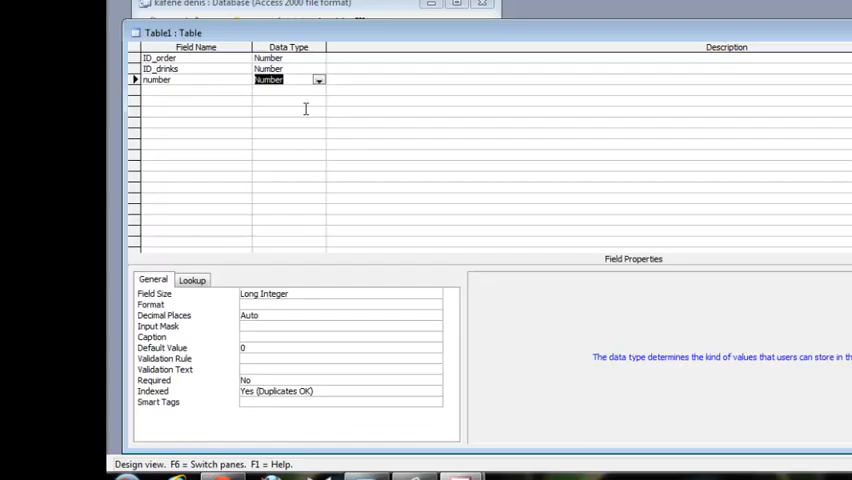 kafene denis : Database (Access 2000 file format)
Table1 : Table
Field Name Data Type Description
ID_order Number
ID_drinks Number
number Number
Field Properties
General Lookup
Field Size Long Integer
Format
Decimal Places Auto
Input Mask
Caption
Default Value 0
Validation Rule
Validation Text
Required No
Indexed Yes (Duplicates OK)
Smart Tags
The data type determines the kind of values that users can store in th
Design view. F6 = Switch panes. F1 = Help.